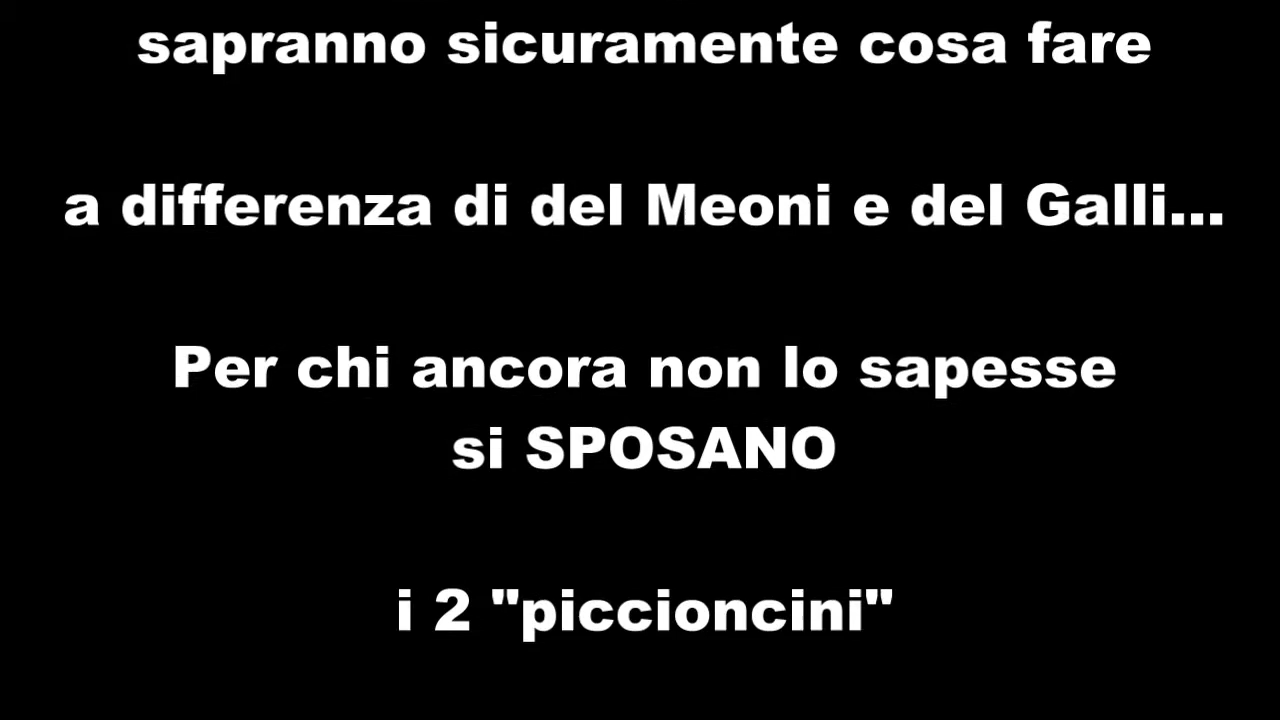 sapranno sicuramente cosa fare
a differenza di del Meoni e del Galli...
Per chi ancora non lo sapesse
si SPOSANO
i 2 "piccioncini"